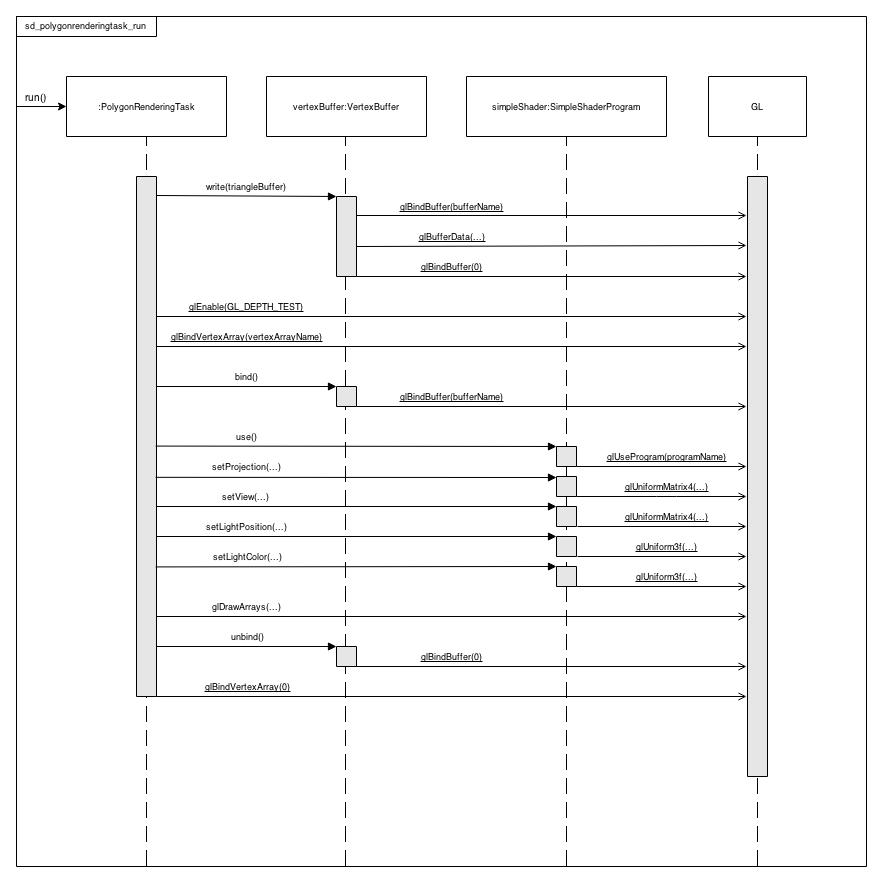 sd_polygonrenderingtask_run
run()
:PolygonRenderingTask
vertexBuffer:VertexBuffer
simpleShader:SimpleShaderProgram
GL
write(triangleBuffer)
glBindBuffer(bufferName)
glBufferData(...)
glBindBuffer(0)
glEnable(GL_DEPTH_TEST)
glBindVertexArray(vertexArrayName)
bind()
glBindBuffer(bufferName)
use()
glUseProgram(programName)
setProjection(...)
glUniformMatrix4(...)
setView(...)
glUniformMatrix4(...)
setLightPosition(...)
glUniform3f(...)
setLightColor(...)
glUniform3f(...)
glDrawArrays(...)
unbind()
glBindBuffer(0)
glBindVertexArray(0)